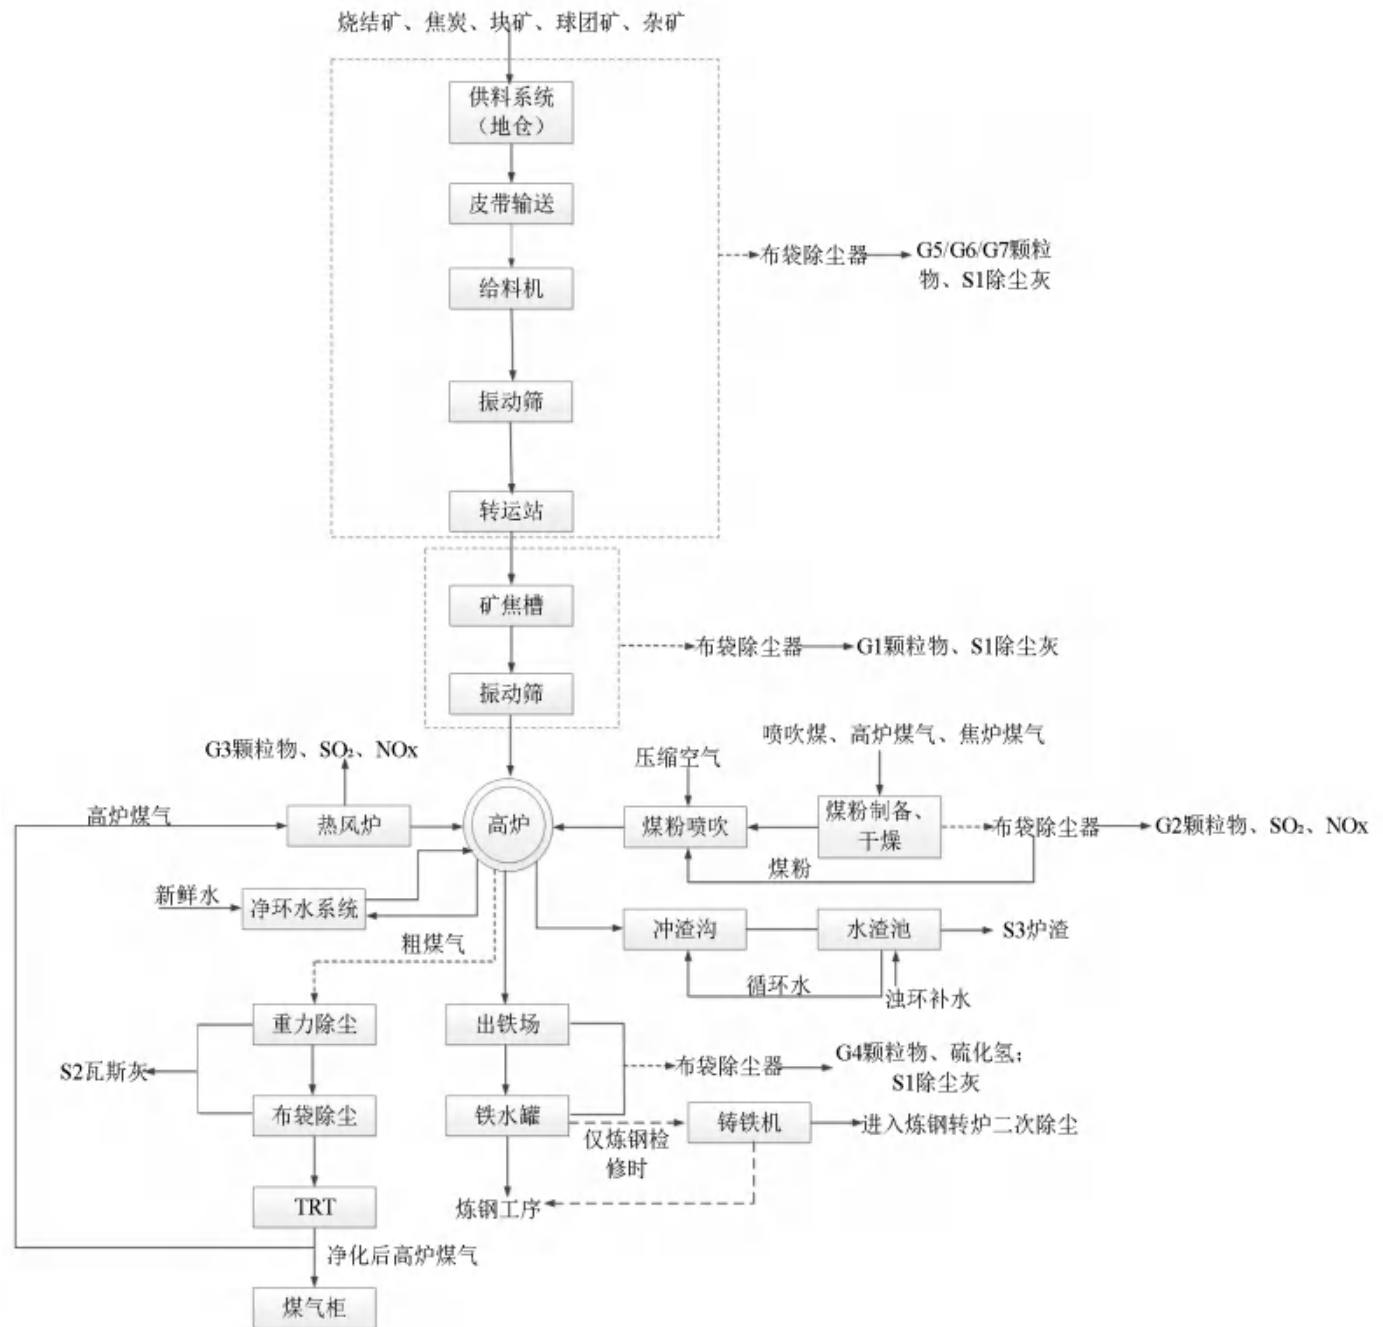 烧结矿、焦炭、块矿、球团矿、杂矿
供料系统
（地仓）
皮带输送
给料机
布袋除尘器
G5/G6/G7颗粒
物、S1除尘灰
振动筛
转运站
矿焦槽
振动筛
布袋除尘器
G1颗粒物、S1除尘灰
G3颗粒物、SO₂、NOx
压缩空气
喷吹煤、高炉煤气、焦炉煤气
高炉煤气
热风炉
高炉
煤粉喷吹
煤粉制备、
干燥
布袋除尘器
G2颗粒物、SO₂、NOx
煤粉
新鲜水
净环水系统
粗煤气
冲渣沟
水渣池
S3炉渣
循环水
浊环补水
重力除尘
出铁场
S2瓦斯灰
布袋除尘器
G4颗粒物、硫化氢；
S1除尘灰
布袋除尘
铁水罐
仅炼钢检
修时
铸铁机
进入炼钢转炉二次除尘
TRT
炼钢工序
净化后高炉煤气
煤气柜